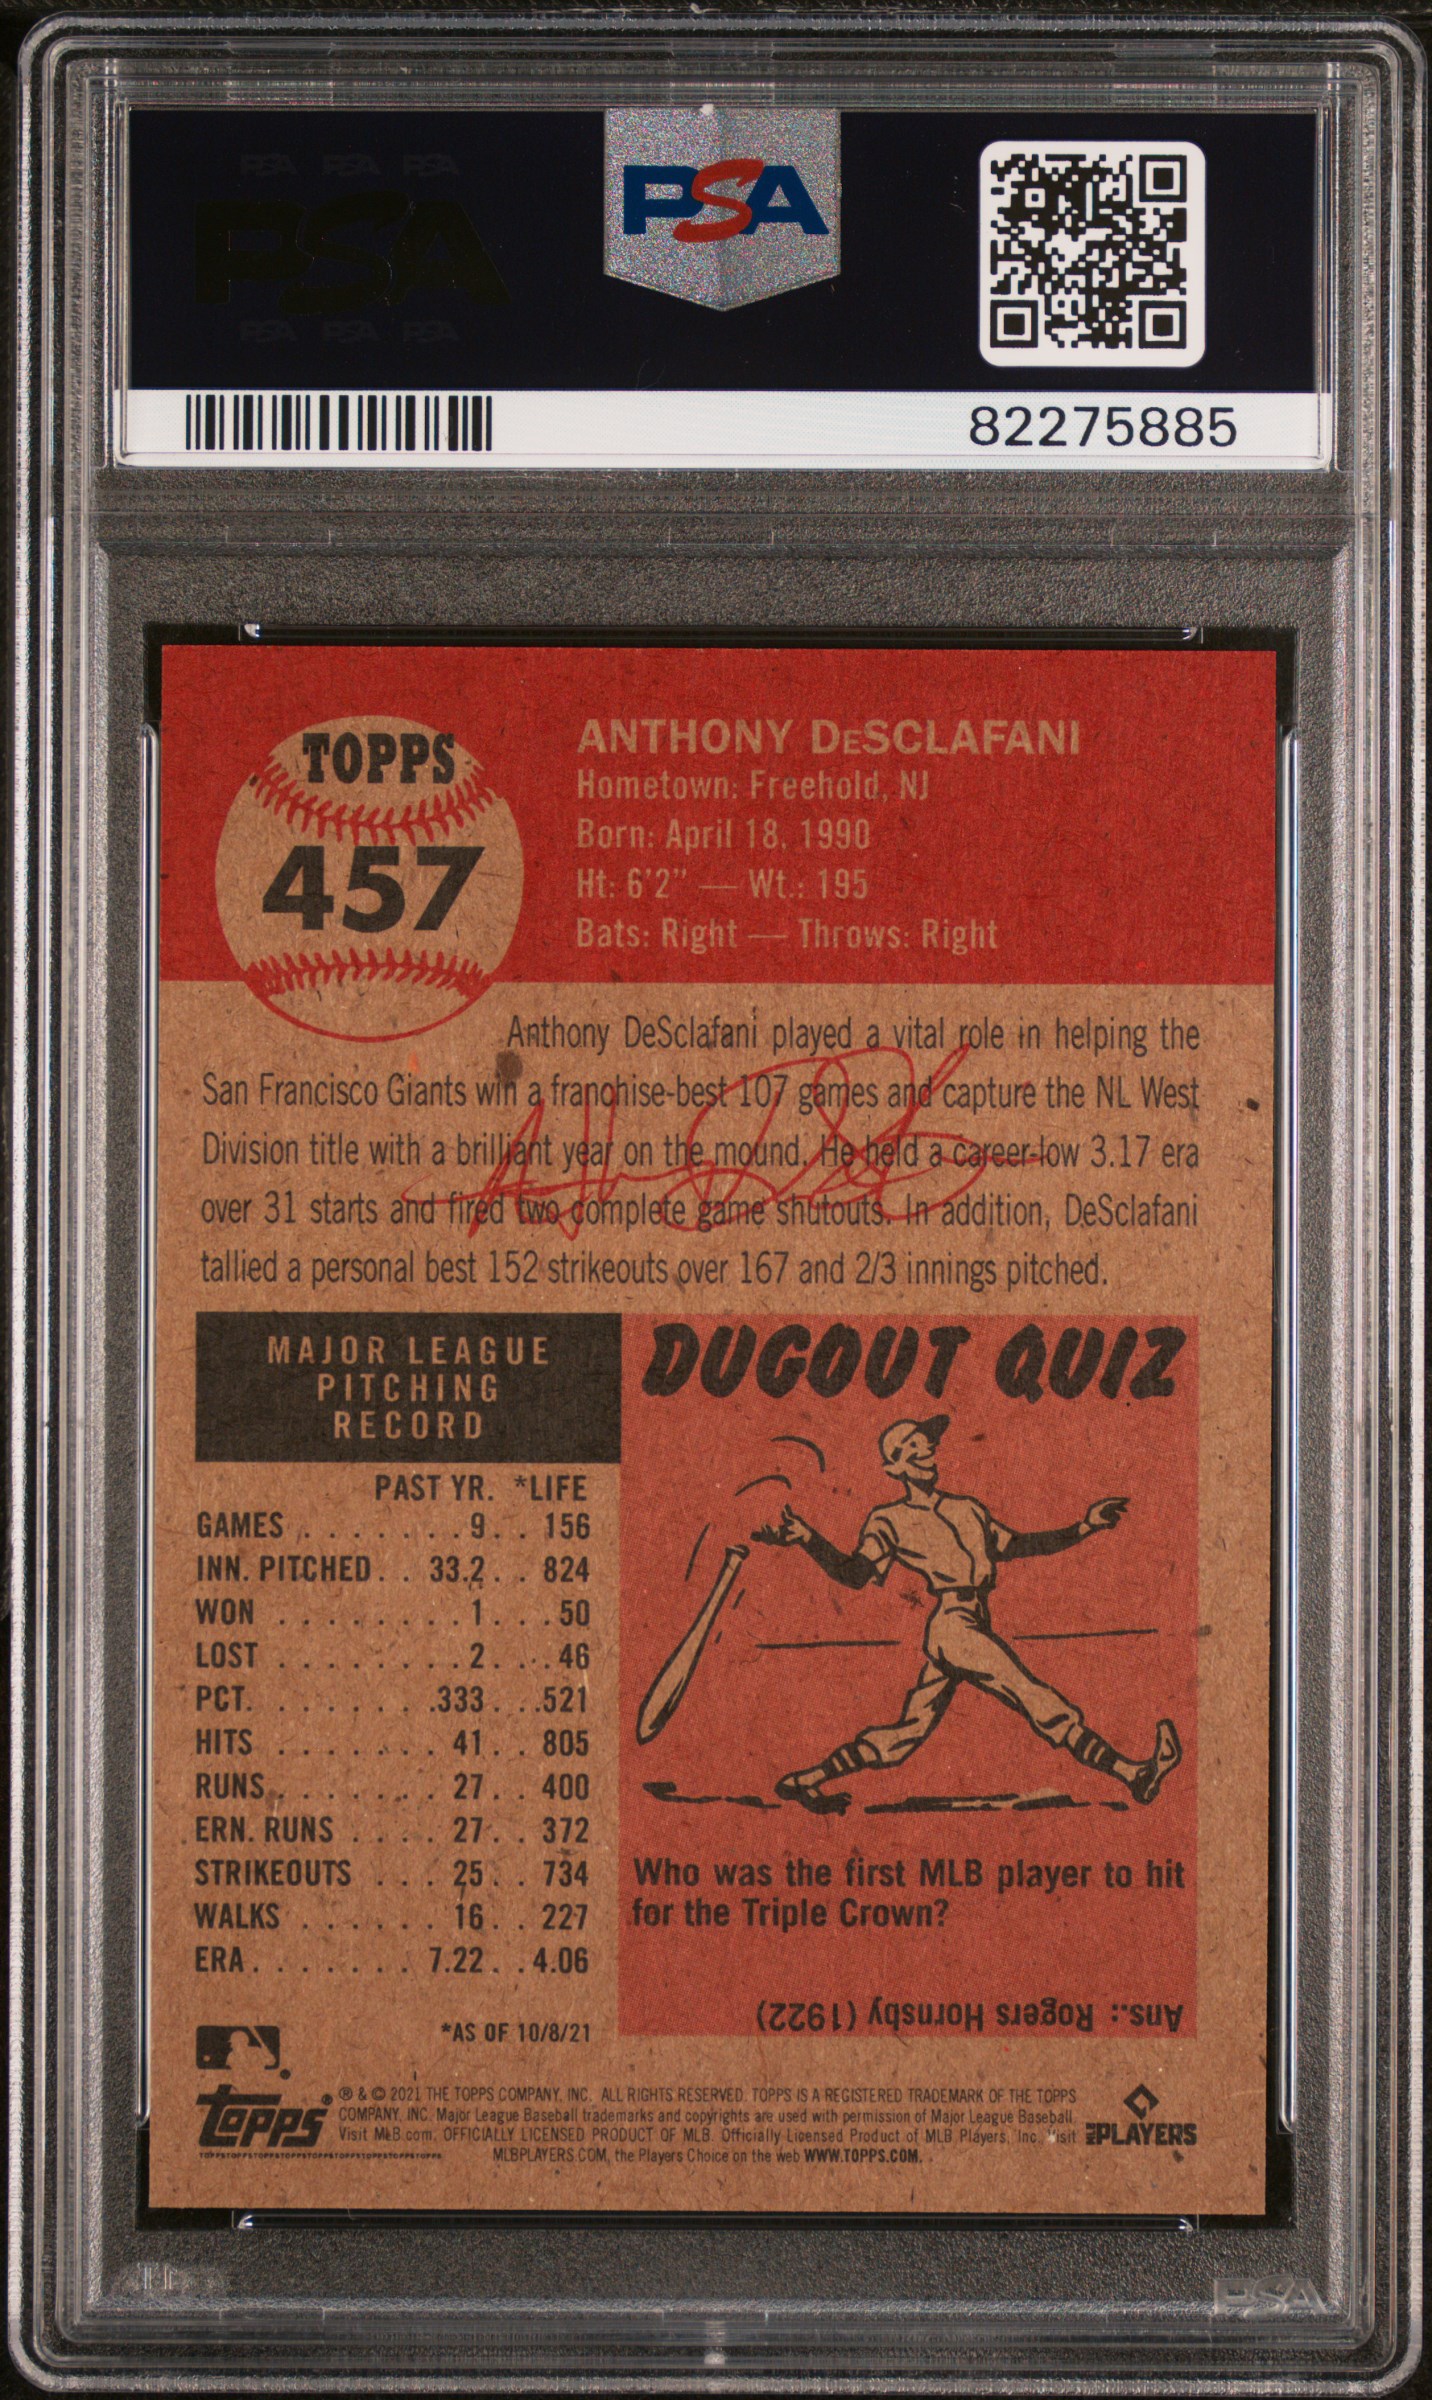 PSA PSA PSA
PSA
PSA PSA PSA
PSA
82275885
TOPPS
457
ANTHONY DeSCLAFANI
Hometown: Freehold, NJ
Born: April 18, 1990
Ht: 6'2" — Wt.: 195
Bats: Right — Throws: Right
Anthony DeSclafani played a vital role in helping the
San Francisco Giants win a franchise-best 107 games and capture the NL West
Division title with a brilliant year on the mound. He held a career-low 3.17 era
over 31 starts and fired two complete game shutouts. In addition, DeSclafani
tallied a personal best 152 strikeouts over 167 and 2/3 innings pitched.
MAJOR LEAGUE
PITCHING
RECORD
PAST YR. *LIFE
GAMES . . . . . . . 9 . . 156
INN. PITCHED . . 33.2 . . 824
WON . . . . . . . . 1 . . . 50
LOST . . . . . . . . 2 . . . 46
PCT. . . . . . . . .333 . . .521
HITS . . . . . . . 41 . . 805
RUNS . . . . . . . 27 . . 400
ERN. RUNS . . . . 27 . . 372
STRIKEOUTS . . . 25 . . 734
WALKS . . . . . . 16 . . 227
ERA . . . . . . . 7.22 . . 4.06
*AS OF 10/8/21
DUGOUT QUIZ
Who was the first MLB player to hit
for the Triple Crown?
Ans.: Rogers Hornsby (1922)
Topps
® & © 2021 THE TOPPS COMPANY, INC. ALL RIGHTS RESERVED. TOPPS IS A REGISTERED TRADEMARK OF THE TOPPS
COMPANY, INC. Major League Baseball trademarks and copyrights are used with permission of Major League Baseball.
Visit MLB.com. OFFICIALLY LICENSED PRODUCT OF MLB Officially Licensed Product of MLB Players, Inc. Visit
MLBPLAYERS.COM, the Players Choice on the web WWW.TOPPS.COM.
MLB PLAYERS
PSA